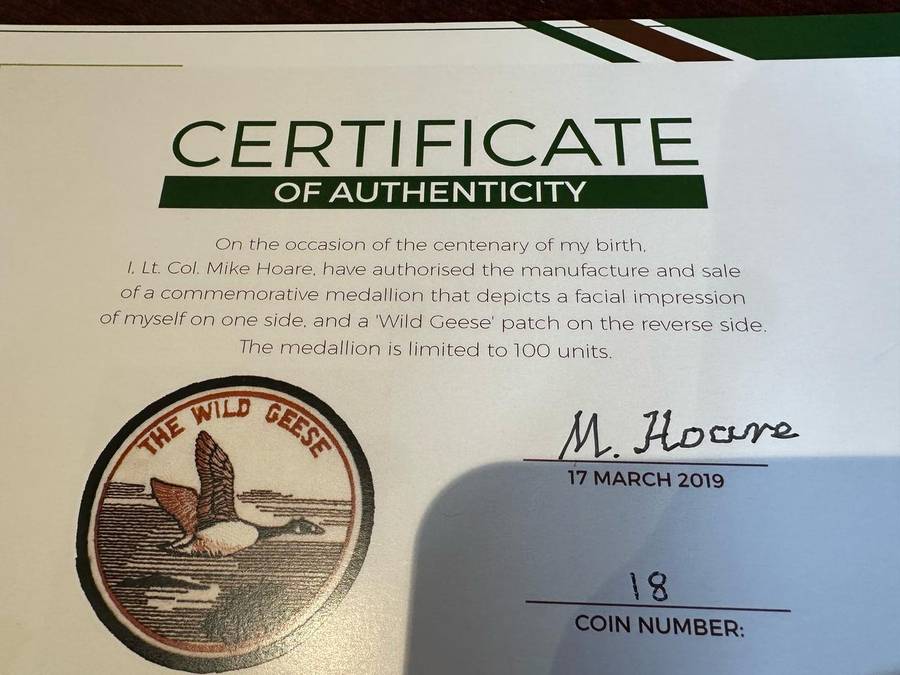 CERTIFICATE
OF AUTHENTICITY
On the occasion of the centenary of my birth,
I, Lt. Col. Mike Hoare, have authorised the manufacture and sale
of a commemorative medallion that depicts a facial impression
of myself on one side, and a 'Wild Geese' patch on the reverse side.
The medallion is limited to 100 units.
THE WILD GEESE
M. Hoare
17 MARCH 2019
18
COIN NUMBER: